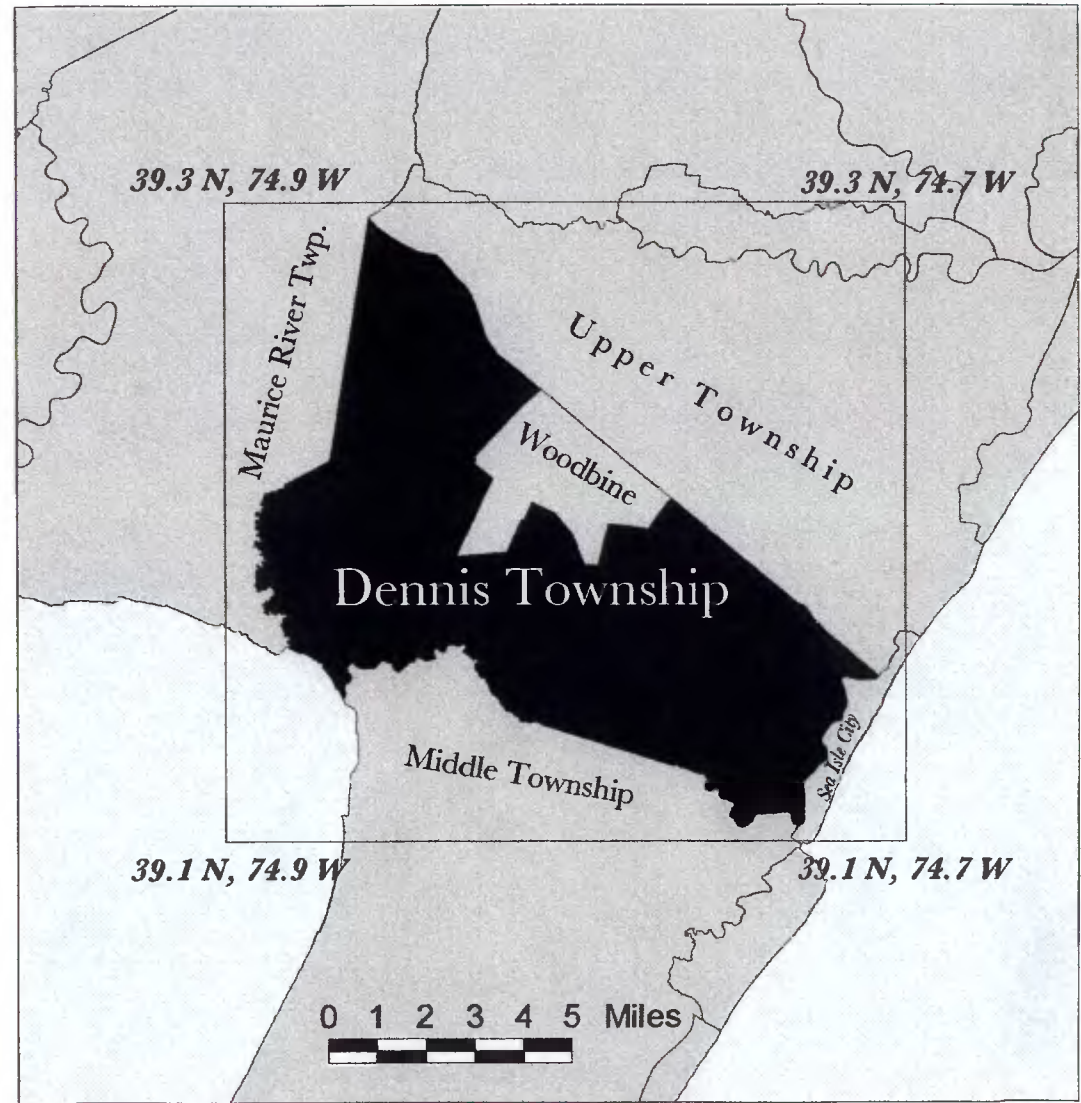 39.3 N, 74.9 W
39.3 N, 74.7 W
Maurice River Twp.
Upper Township
Woodbine
Dennis Township
Sea Isle City
Middle Township
39.1 N, 74.9 W
39.1 N, 74.7 W
0 1 2 3 4 5 Miles